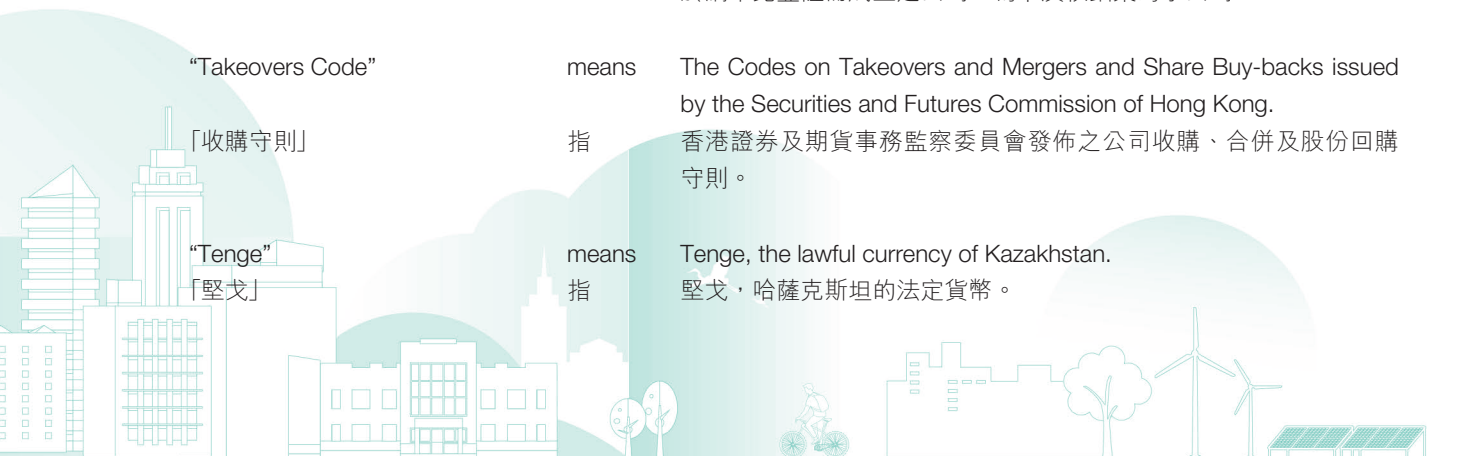 “Takeovers Code” means The Codes on Takeovers and Mergers and Share Buy-backs issued
by the Securities and Futures Commission of Hong Kong.
「收購守則」 指 香港證券及期貨事務監察委員會發佈之公司收購、合併及股份回購
守則。
“Tenge” means Tenge, the lawful currency of Kazakhstan.
「堅戈」 指 堅戈，哈薩克斯坦的法定貨幣。